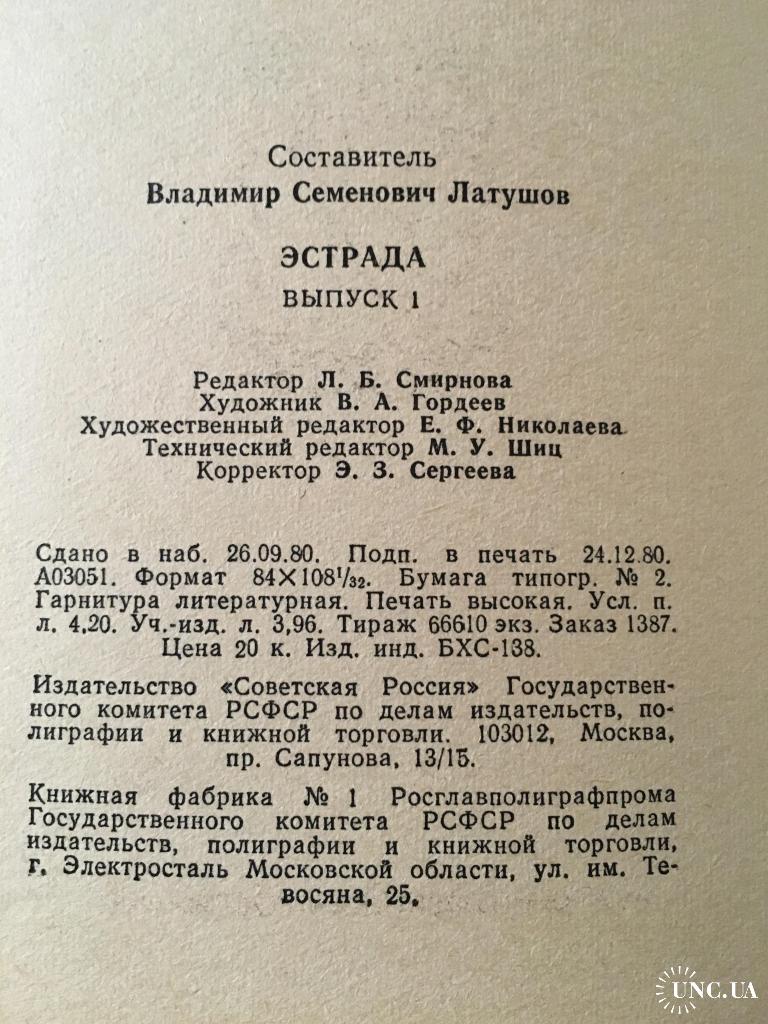 Составитель
Владимир Семенович Латушов
ЭСТРАДА
ВЫПУСК 1
Редактор Л. Б. Смирнова
Художник В. А. Гордеев
Художественный редактор Е. Ф. Николаева
Технический редактор М. У. Шиц
Корректор Э. З. Сергеева
Сдано в наб. 26.09.80. Подп. в печать 24.12.80.
А03051. Формат 84×108¹/₃₂. Бумага типогр. № 2.
Гарнитура литературная. Печать высокая. Усл. п.
л. 4,20. Уч.-изд. л. 3,96. Тираж 66610 экз. Заказ 1387.
Цена 20 к. Изд. инд. БХС-138.
Издательство «Советская Россия» Государствен-
ного комитета РСФСР по делам издательств, по-
лиграфии и книжной торговли. 103012, Москва,
пр. Сапунова, 13/15.
Книжная фабрика № 1 Росглавполиграфпрома
Государственного комитета РСФСР по делам
издательств, полиграфии и книжной торговли,
г. Электросталь Московской области, ул. им. Те-
восяна, 25.
UNC.UA